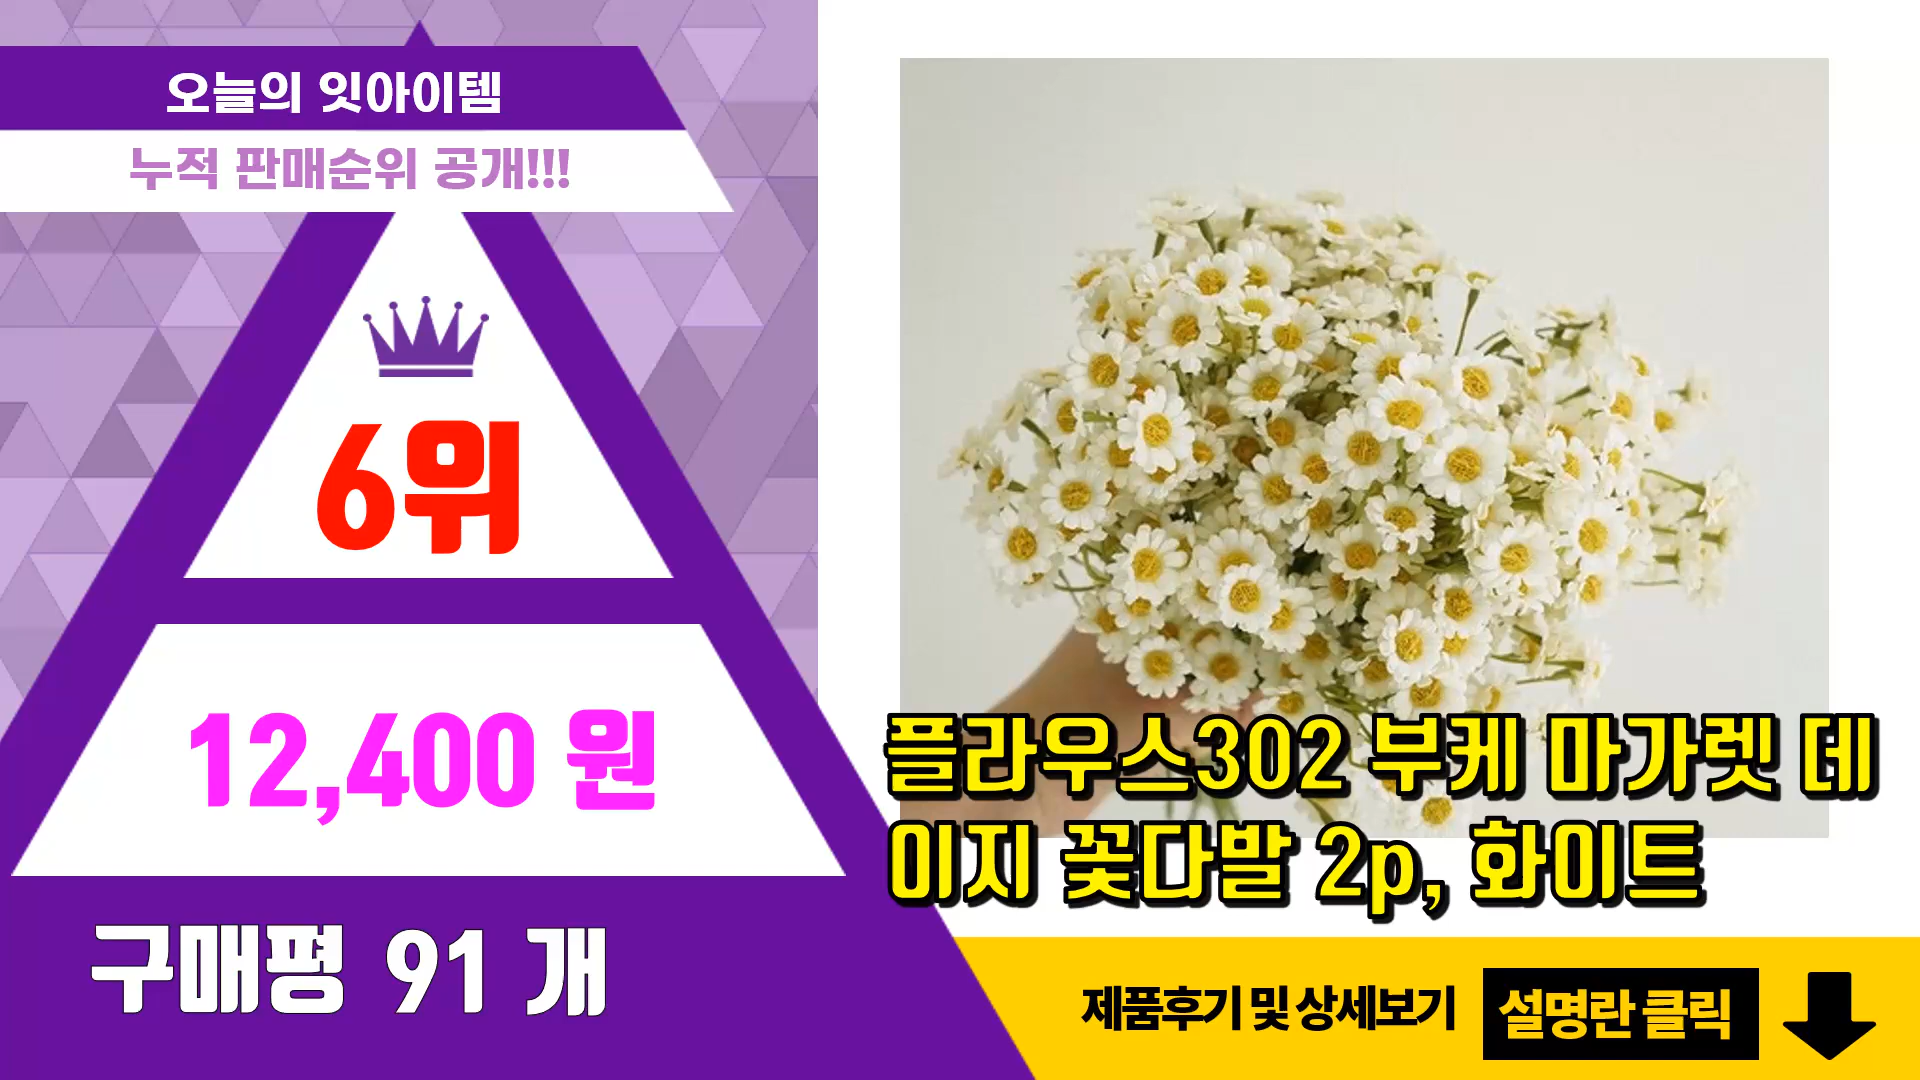 오늘의 잇아이템
누적 판매순위 공개!!!
6위
12,400 원
구매평 91 개
플라우스302 부케 마가렛 데
이지 꽃다발 2p, 화이트
제품후기 및 상세보기
설명란 클릭